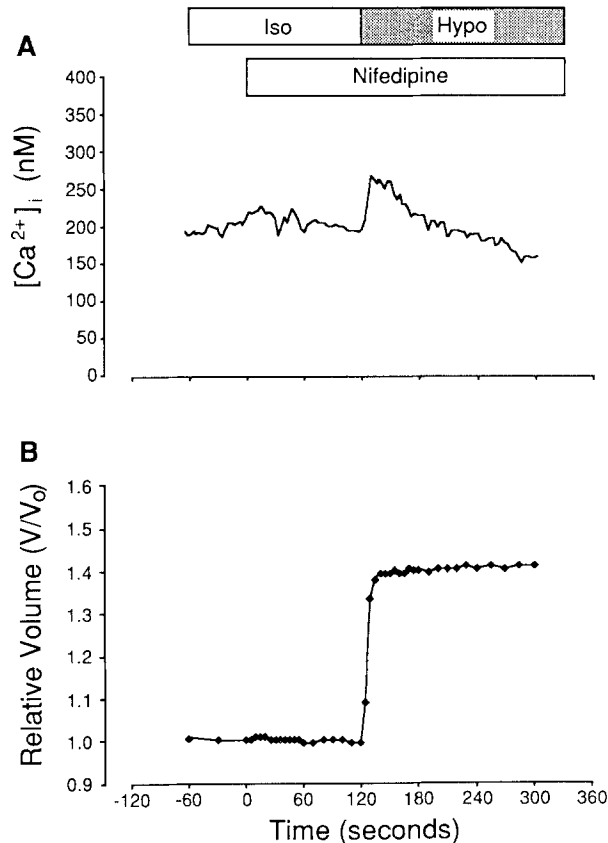 Iso Hypo
A
Nifedipine
400
350
300
250
200
150
100
50
0
[Ca2+]i (nM)
B
1.6
1.5
1.4
1.3
1.2
1.1
1.0
0.9
Relative Volume (V/Vo)
-120 -60 0 60 120 180 240 300 360
Time (seconds)